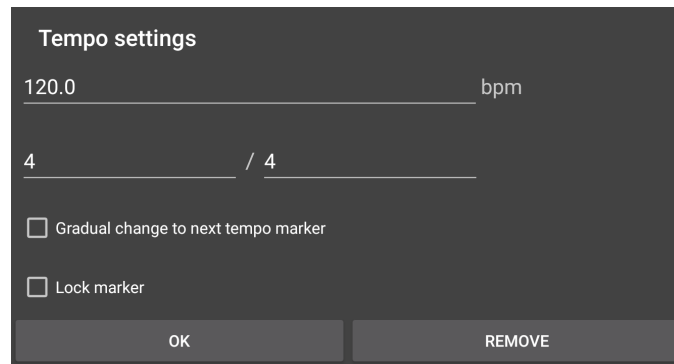 Tempo settings
120.0 bpm
4 / 4
Gradual change to next tempo marker
Lock marker
OK REMOVE